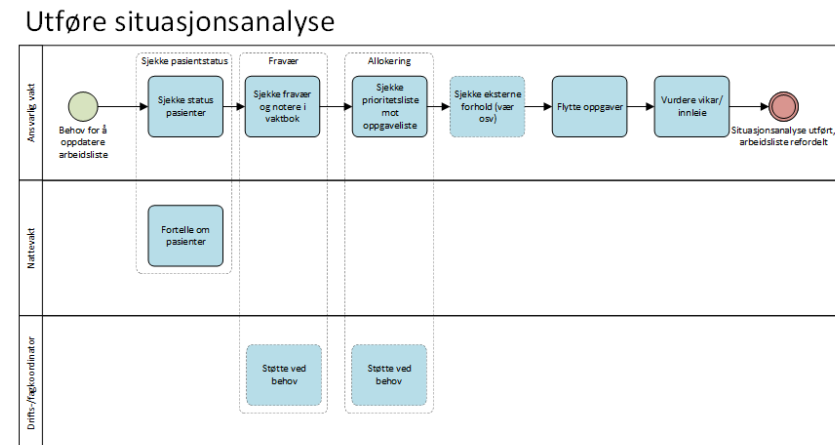 Utføre situasjonsanalyse
Ansvarlig vakt
Behov for å
oppdatere
arbeidsliste
Sjekke pasientstatus
Sjekke status
pasienter
Fravær
Sjekke fravær
og notere i
vaktbok
Allokering
Sjekke
prioritetsliste
mot
oppgaveliste
Sjekke eksterne
forhold (vær
osv)
Flytte oppgaver
Vurdere vikar/
innleie
Situasjonsanalyse utført,
arbeidsliste refordelt
Nattevakt
Fortelle om
pasienter
Drifts-/fagkoordinator
Støtte ved
behov
Støtte ved
behov